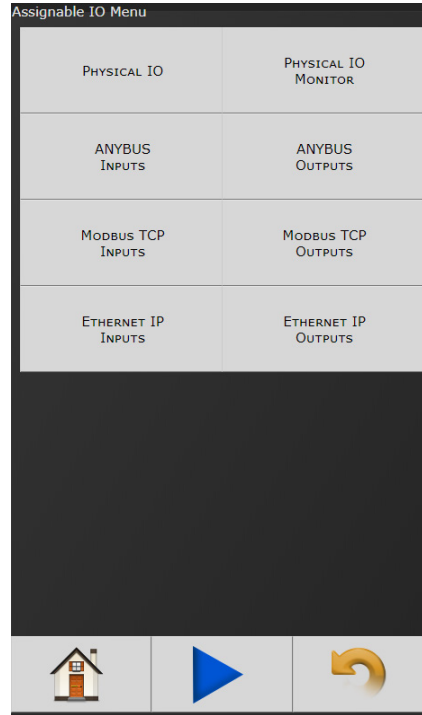 Assignable IO Menu
Physical IO
Physical IO
Monitor
ANYBUS
Inputs
ANYBUS
Outputs
Modbus TCP
Inputs
Modbus TCP
Outputs
Ethernet IP
Inputs
Ethernet IP
Outputs